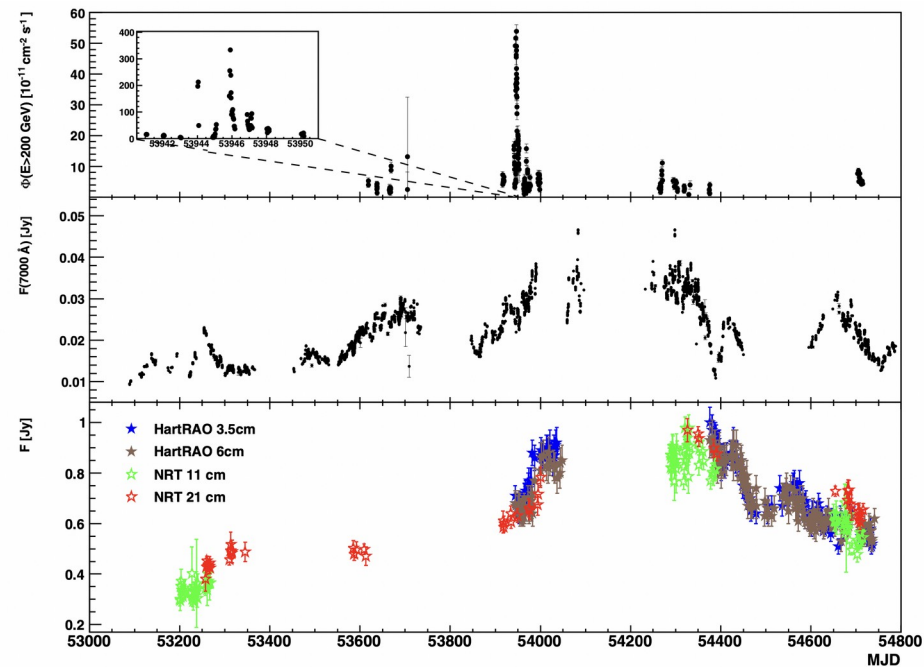 Φ(E>200 GeV) [10⁻¹¹ cm⁻² s⁻¹]
60
50
40
30
20
10
400
300
200
100
0
53942 53944 53946 53948 53950
F(7000 Å) [Jy]
0.05
0.04
0.03
0.02
0.01
F [Jy]
1
0.8
0.6
0.4
0.2
HartRAO 3.5cm
HartRAO 6cm
NRT 11 cm
NRT 21 cm
53000 53200 53400 53600 53800 54000 54200 54400 54600 54800
MJD